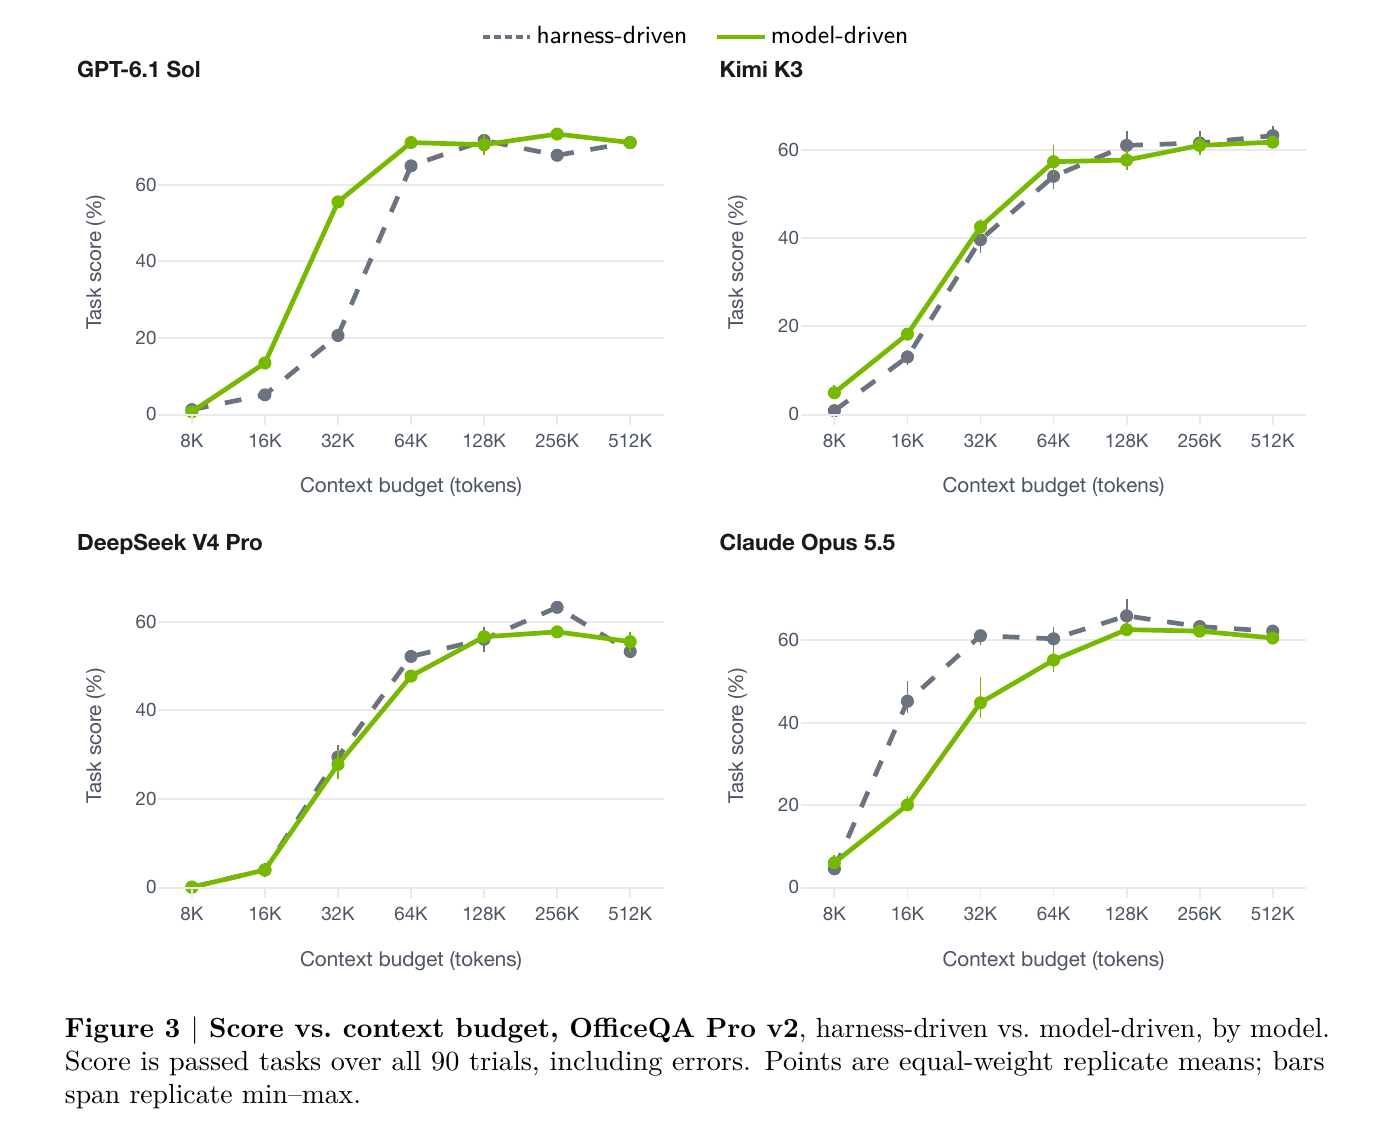 harness-driven model-driven
GPT-6.1 Sol
Task score (%)
60
40
20
0
8K 16K 32K 64K 128K 256K 512K
Context budget (tokens)
Kimi K3
Task score (%)
60
40
20
0
8K 16K 32K 64K 128K 256K 512K
Context budget (tokens)
DeepSeek V4 Pro
Task score (%)
60
40
20
0
8K 16K 32K 64K 128K 256K 512K
Context budget (tokens)
Claude Opus 5.5
Task score (%)
60
40
20
0
8K 16K 32K 64K 128K 256K 512K
Context budget (tokens)
Figure 3 | Score vs. context budget, OfficeQA Pro v2, harness-driven vs. model-driven, by model.
Score is passed tasks over all 90 trials, including errors. Points are equal-weight replicate means; bars
span replicate min–max.